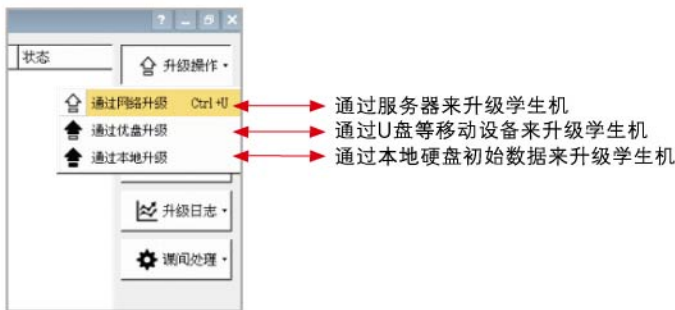 状态
升级操作
通过网络升级 Ctrl+U
通过优盘升级
通过本地升级
升级日志
课间处理
通过服务器来升级学生机
通过U盘等移动设备来升级学生机
通过本地硬盘初始数据来升级学生机